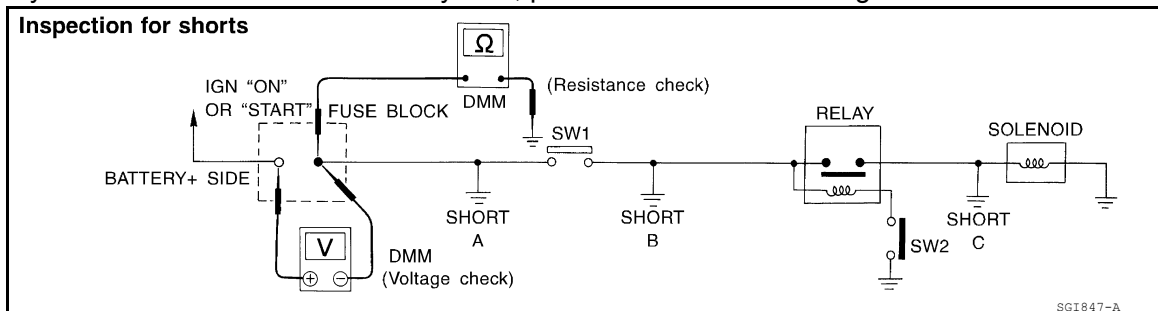 Inspection for shorts
IGN “ON”
OR “START”
FUSE BLOCK
Ω
DMM
(Resistance check)
SW1
RELAY
SOLENOID
BATTERY+ SIDE
SHORT
A
SHORT
B
SHORT
C
SW2
V
+ −
DMM
(Voltage check)
SGI847-A